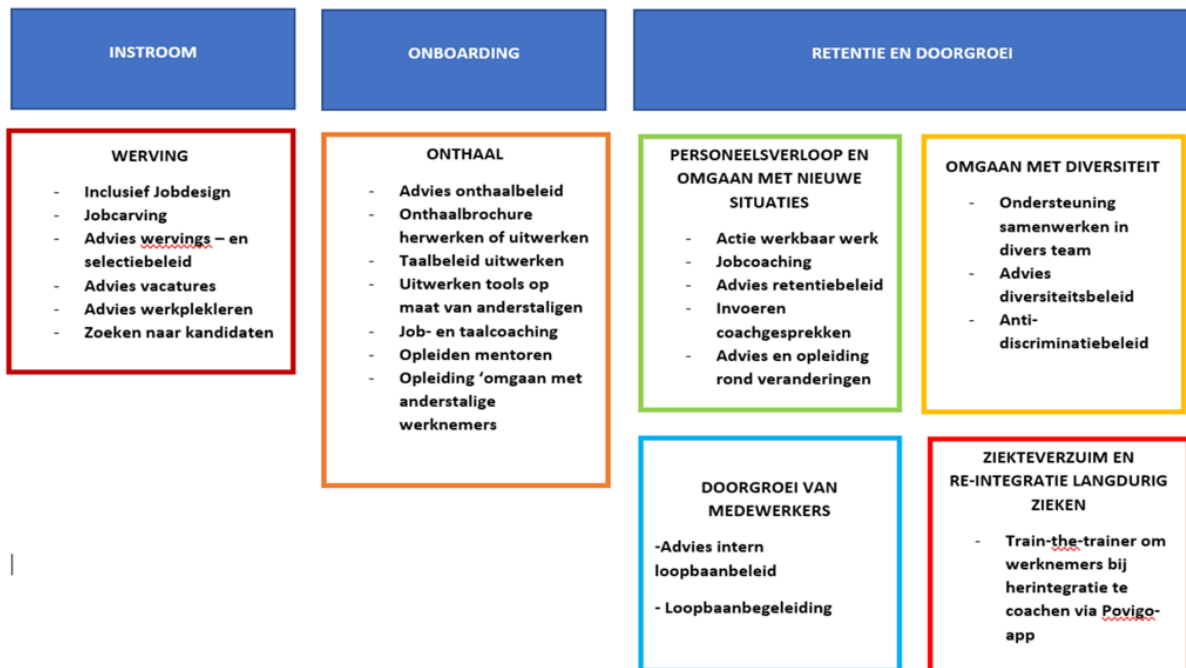 INSTROOM
ONBOARDING
RETENTIE EN DOORGROEI
WERVING
- Inclusief Jobdesign
- Jobcarving
- Advies wervings – en
selectiebeleid
- Advies vacatures
- Advies werkplekleren
- Zoeken naar kandidaten
ONTHAAL
- Advies onthaalbeleid
- Onthaalbrochure
herwerken of uitwerken
- Taalbeleid uitwerken
- Uitwerken tools op
maat van anderstaligen
- Job- en taalcoaching
- Opleiden mentoren
- Opleiding ‘omgaan met
anderstalige
werknemers
PERSONEELSVERLOOP EN
OMGAAN MET NIEUWE
SITUATIES
- Actie werkbaar werk
- Jobcoaching
- Advies retentiebeleid
- Invoeren
coachgesprekken
- Advies en opleiding
rond veranderingen
OMGAAN MET DIVERSITEIT
- Ondersteuning
samenwerken in
divers team
- Advies
diversiteitsbeleid
- Anti-
discriminatiebeleid
DOORGROEI VAN
MEDEWERKERS
-Advies intern
loopbaanbeleid
- Loopbaanbegeleiding
ZIEKTEVERZUIM EN
RE-INTEGRATIE LANGDURIG
ZIEKEN
- Train-the-trainer om
werknemers bij
herintegratie te
coachen via Povigo-
app